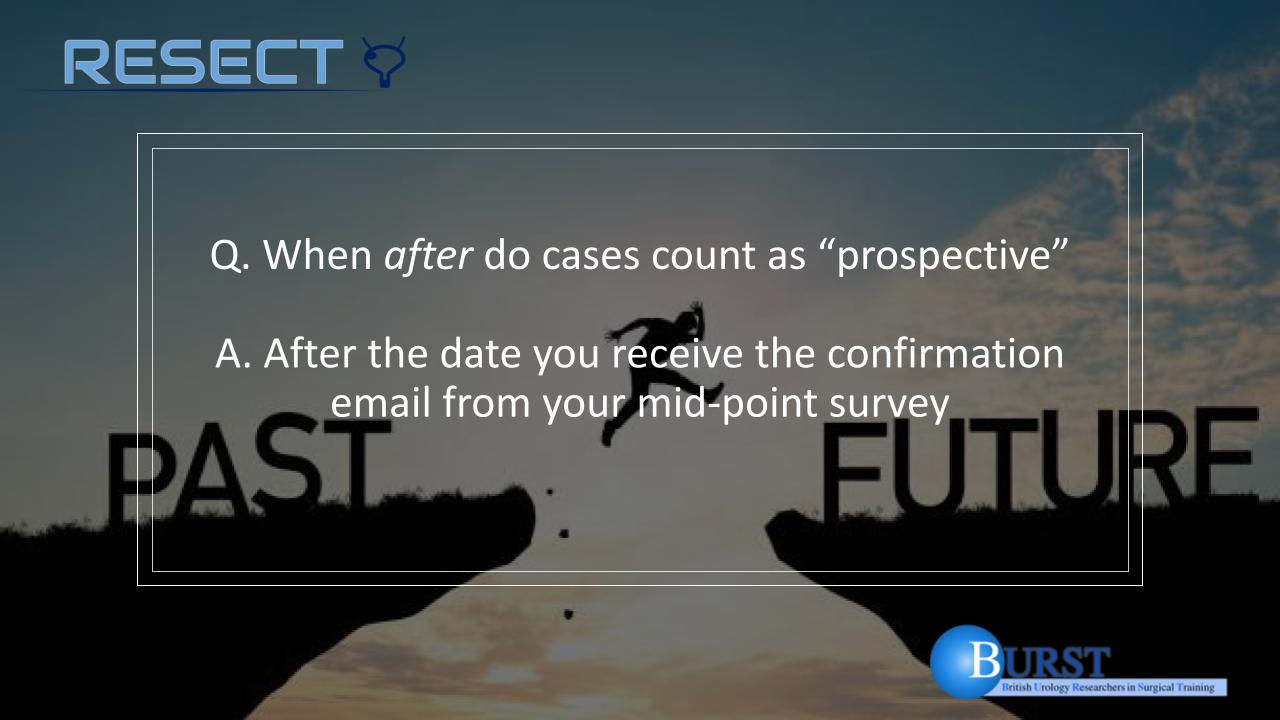 RESECT
Q. When after do cases count as “prospective”
A. After the date you receive the confirmation
email from your mid-point survey
PAST
FUTURE
BURST
British Urology Researchers in Surgical Training